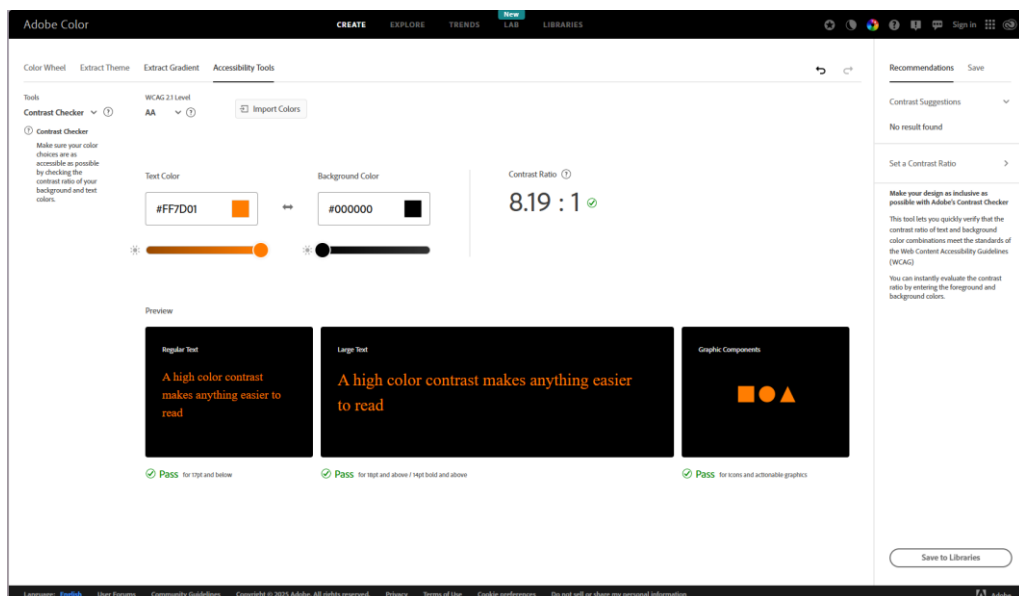 Adobe Color
CREATE EXPLORE TRENDS LAB LIBRARIES
New
Sign in
Color Wheel Extract Theme Extract Gradient Accessibility Tools
Recommendations Save
Tools
Contrast Checker
Contrast Checker
Make sure your color
choices are as
accessible as possible
by checking the
contrast ratio of your
background and text
colors.
WCAG 2.1 Level
AA
Import Colors
Text Color
#FF7D01
Background Color
#000000
Contrast Ratio
8.19 : 1
Preview
Regular Text
A high color contrast
makes anything easier to
read
Pass for 17pt and below
Large Text
A high color contrast makes anything easier
to read
Pass for 18pt and above / 14pt bold and above
Graphic Components
Pass for icons and actionable graphics
Contrast Suggestions
No result found
Set a Contrast Ratio
Make your design as inclusive as
possible with Adobe's Contrast Checker
This tool lets you quickly verify that the
contrast ratio of text and background
color combinations meet the standards of
the Web Content Accessibility Guidelines
(WCAG)
You can instantly evaluate the contrast
ratio by entering the foreground and
background colors.
Save to Libraries
Language: English User Forums Community Guidelines Copyright © 2025 Adobe. All rights reserved. Privacy Terms of Use Cookie preferences Do not sell or share my personal information Adobe